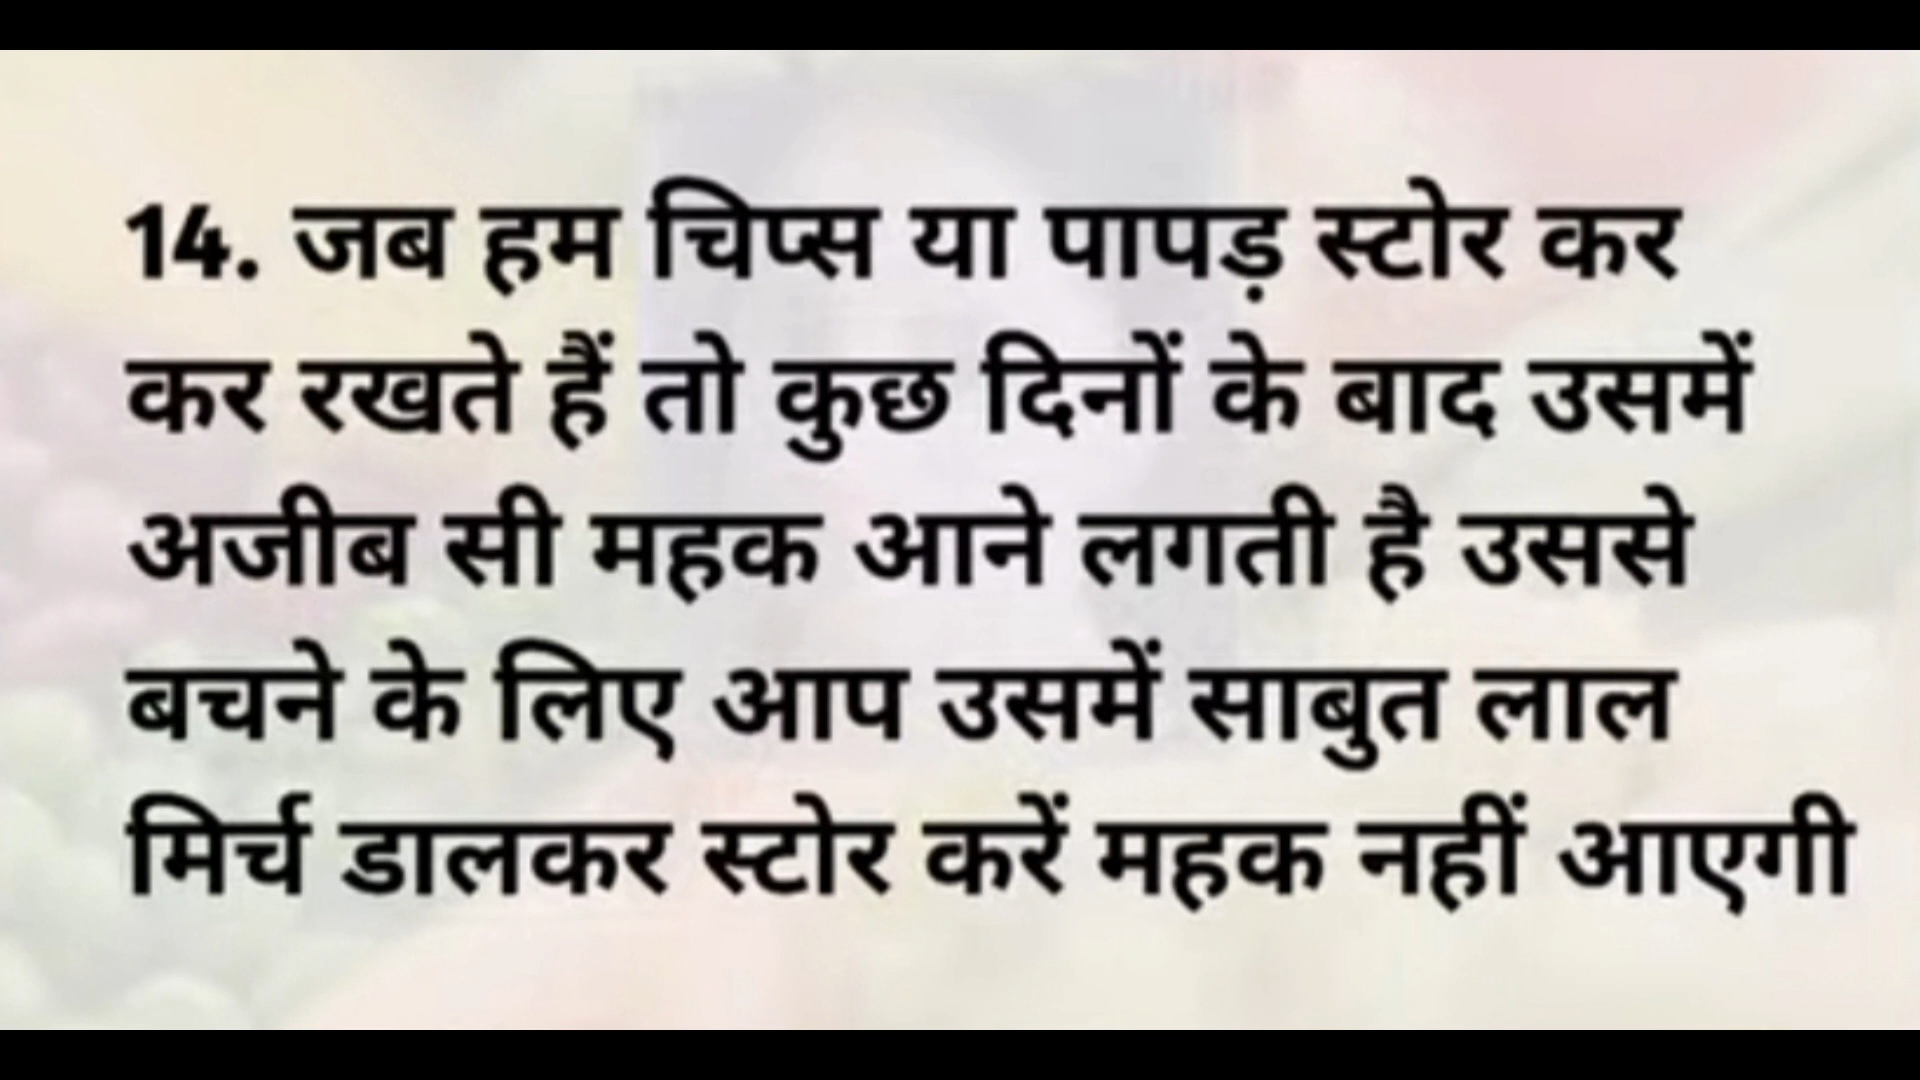 14. जब हम चिप्स या पापड़ स्टोर कर
कर रखते हैं तो कुछ दिनों के बाद उसमें
अजीब सी महक आने लगती है उससे
बचने के लिए आप उसमें साबुत लाल
मिर्च डालकर स्टोर करें महक नहीं आएगी